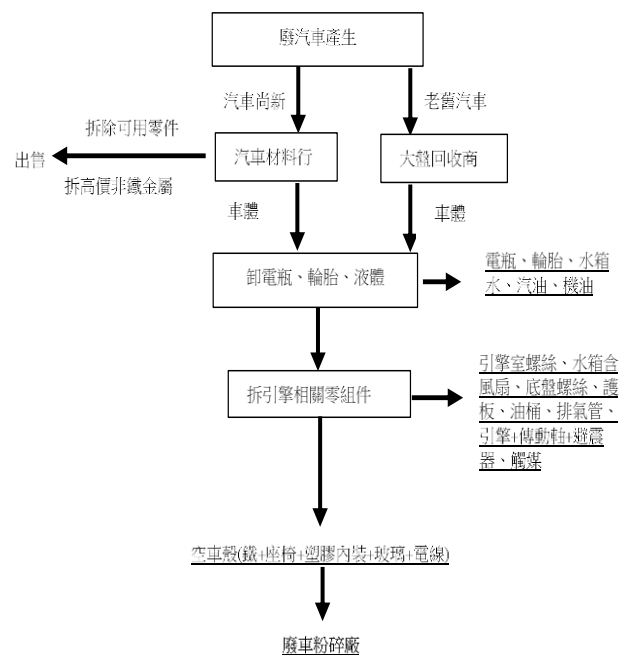 廢汽車產生
汽車尚新
老舊汽車
拆除可用零件
出售
汽車材料行
大盤回收商
拆高價非鐵金屬
車體
車體
卸電瓶、輪胎、液體
電瓶、輪胎、水箱
水、汽油、機油
拆引擎相關零組件
引擎室螺絲、水箱含
風扇、底盤螺絲、護
板、油桶、排氣管、
引擎+傳動軸+避震
器、觸媒
空車殼(鐵+座椅+塑膠內裝+玻璃+電線)
廢車粉碎廠